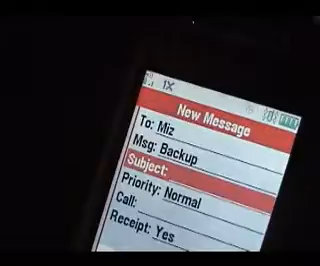 1X
New Message
To: Miz
Msg: Backup
Subject:
Priority: Normal
Call:
Receipt: Yes